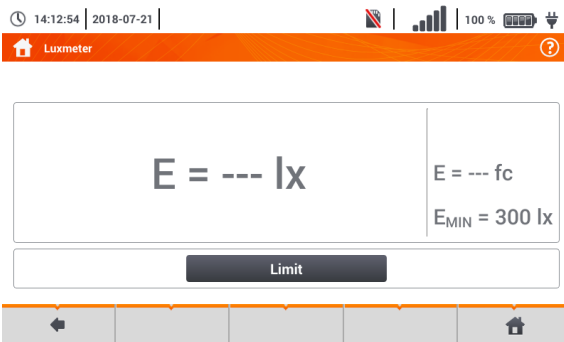 14:12:54 2018-07-21 100 %
Luxmeter ?
E = --- lx
E = --- fc
EMIN = 300 lx
Limit